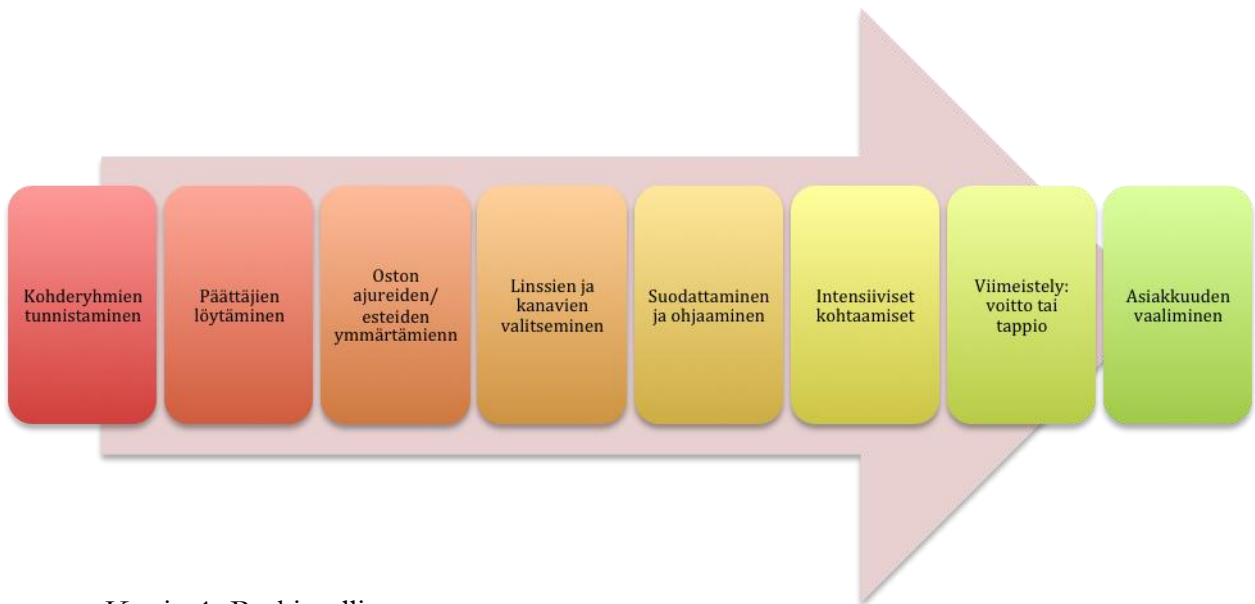 Kohderyhmien
tunnistaminen
Päättäjien
löytäminen
Oston
ajureiden/
esteiden
ymmärtämienn
Linssien ja
kanavien
valitseminen
Suodattaminen
ja ohjaaminen
Intensiiviset
kohtaamiset
Viimeistely:
voitto tai
tappio
Asiakkuuden
vaaliminen